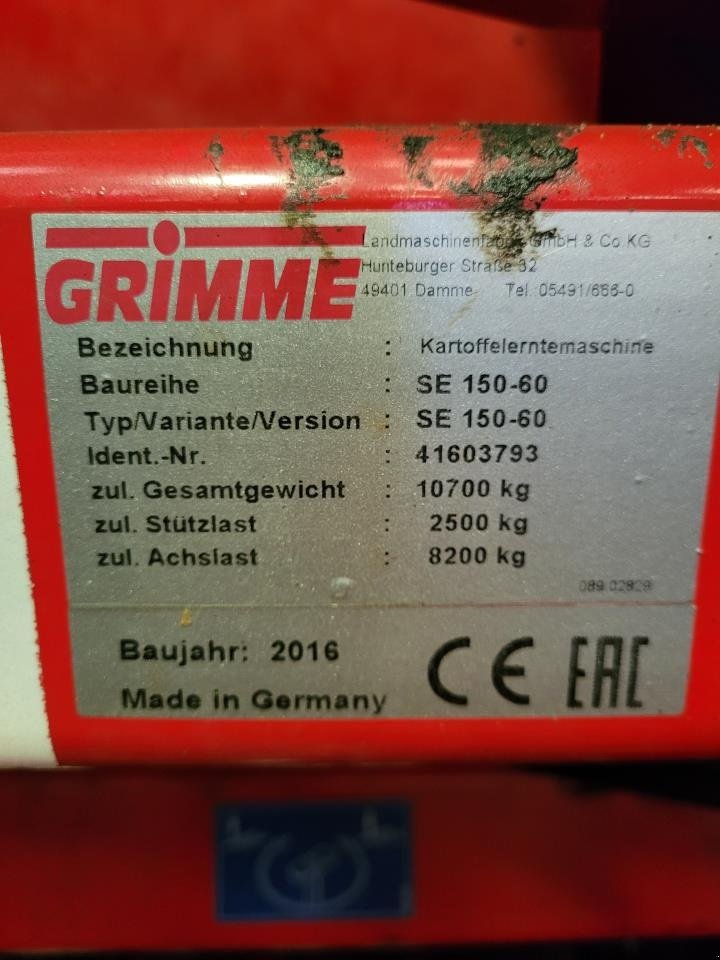 GRIMME
Landmaschinenfabrik GmbH & Co.KG
Hunteburger Straße 32
49401 Damme Tel. 05491/666-0
Bezeichnung : Kartoffelerntemaschine
Baureihe : SE 150-60
Typ/Variante/Version : SE 150-60
Ident.-Nr. : 41603793
zul. Gesamtgewicht : 10700 kg
zul. Stützlast : 2500 kg
zul. Achslast : 8200 kg
089.02829
Baujahr: 2016
Made in Germany
CE EAC